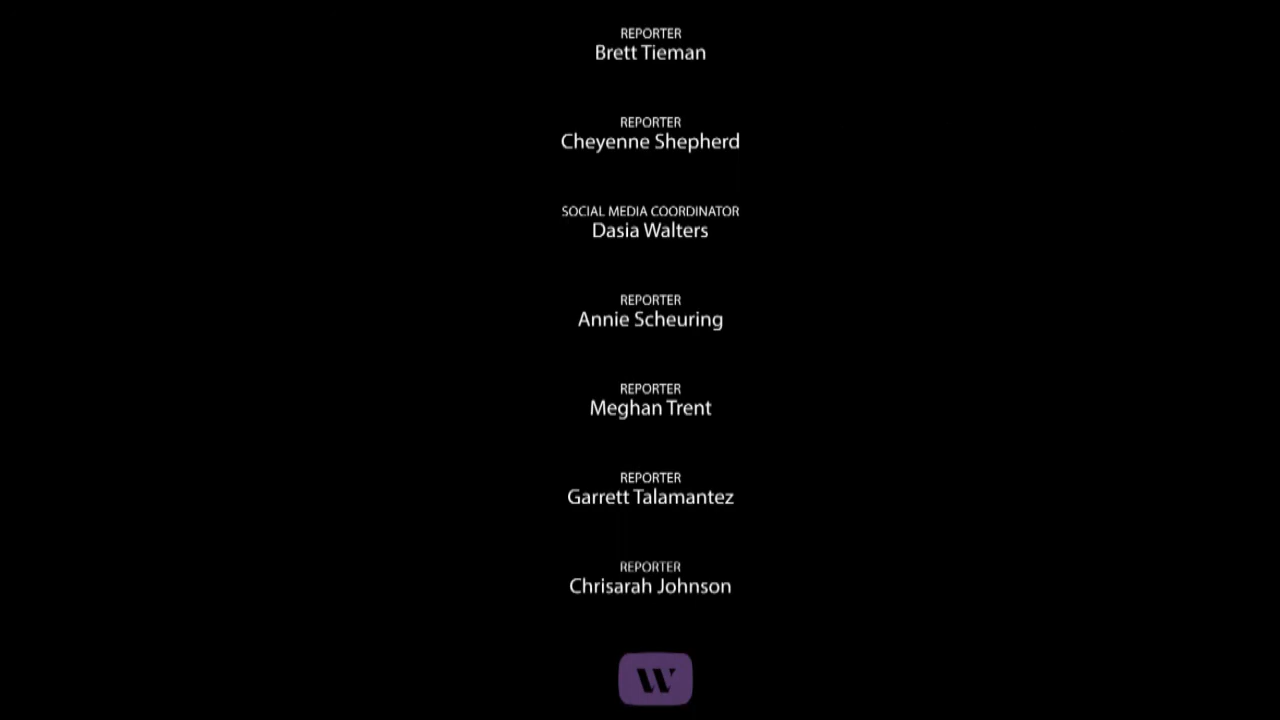 REPORTER
Brett Tieman
REPORTER
Cheyenne Shepherd
SOCIAL MEDIA COORDINATOR
Dasia Walters
REPORTER
Annie Scheuring
REPORTER
Meghan Trent
REPORTER
Garrett Talamantez
REPORTER
Chrisarah Johnson
W